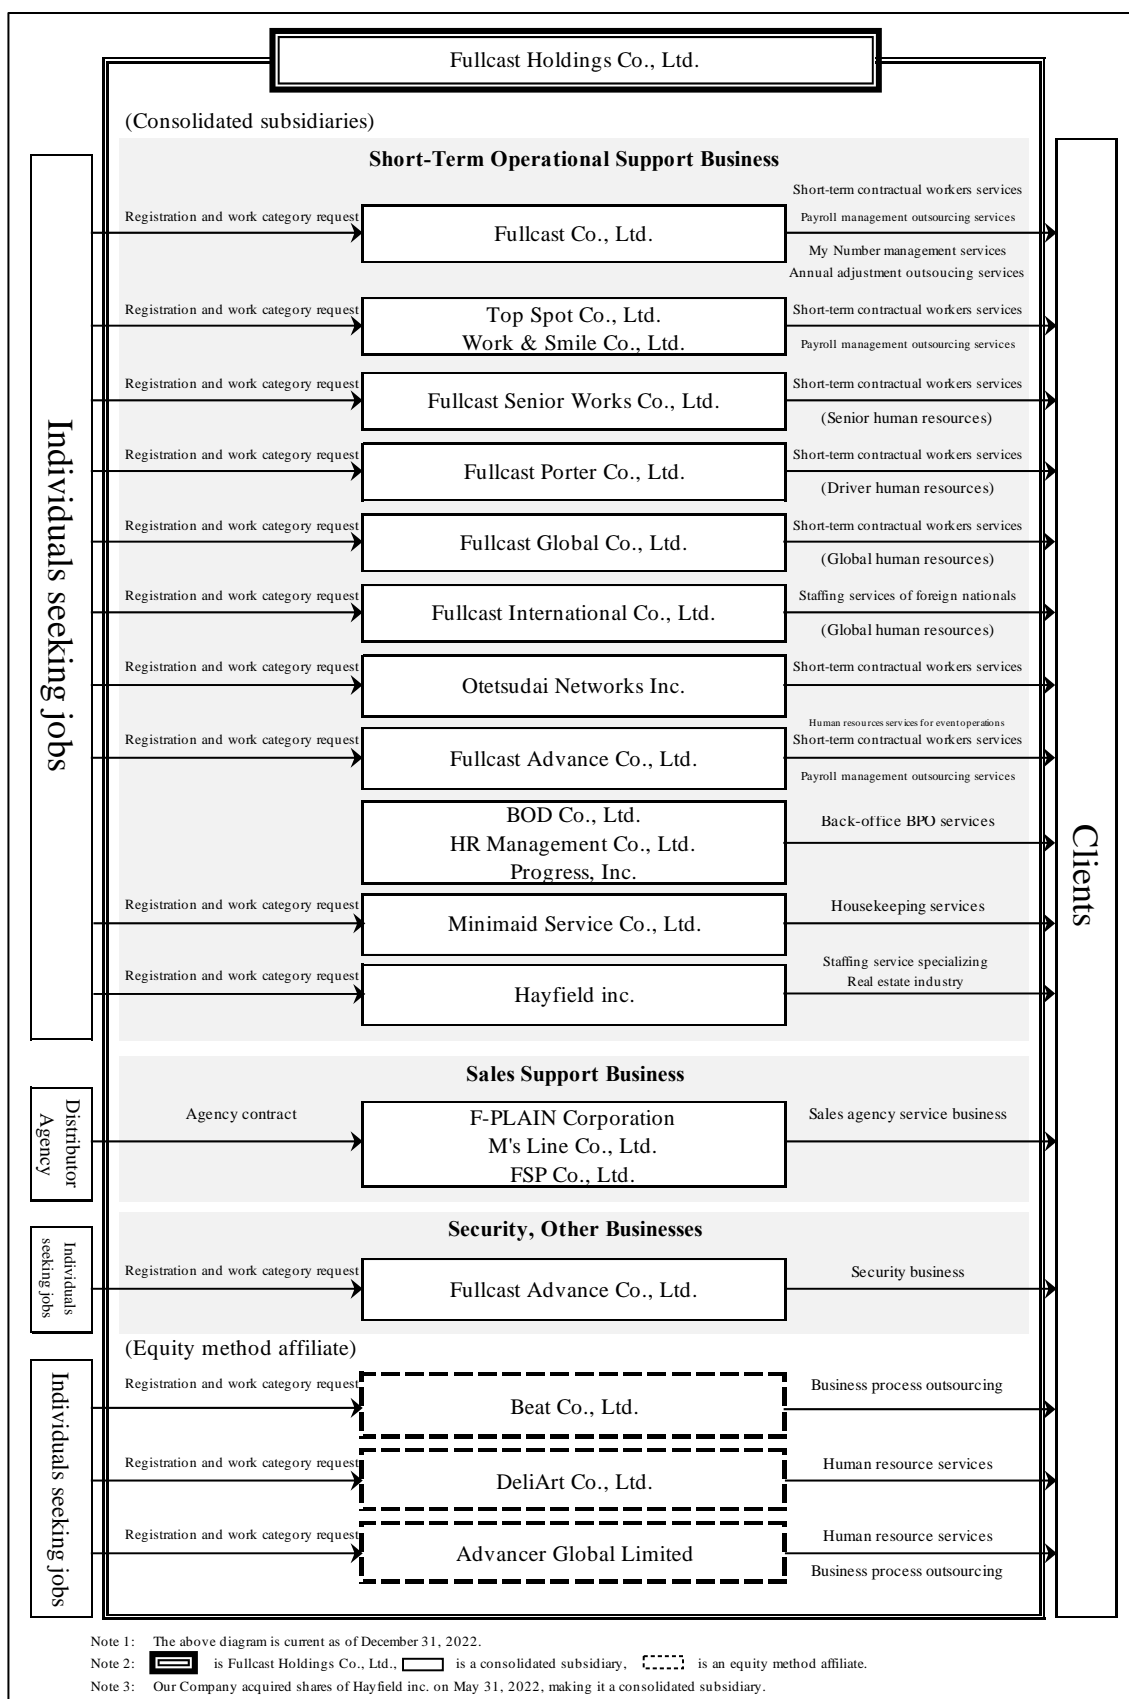 Fullcast Holdings Co., Ltd.
(Consolidated subsidiaries)
Short-Term Operational Support Business
Individuals seeking jobs
Clients
Short-term contractual workers services
Registration and work category request
Fullcast Co., Ltd.
Payroll management outsourcing services
My Number management services
Annual adjustment outsoucing services
Registration and work category request
Top Spot Co., Ltd.
Work & Smile Co., Ltd.
Short-term contractual workers services
Payroll management outsourcing services
Registration and work category request
Fullcast Senior Works Co., Ltd.
Short-term contractual workers services
(Senior human resources)
Registration and work category request
Fullcast Porter Co., Ltd.
Short-term contractual workers services
(Driver human resources)
Registration and work category request
Fullcast Global Co., Ltd.
Short-term contractual workers services
(Global human resources)
Registration and work category request
Fullcast International Co., Ltd.
Staffing services of foreign nationals
(Global human resources)
Registration and work category request
Otetsudai Networks Inc.
Short-term contractual workers services
Registration and work category request
Fullcast Advance Co., Ltd.
Human resources services for event operations
Short-term contractual workers services
Payroll management outsourcing services
BOD Co., Ltd.
HR Management Co., Ltd.
Progress, Inc.
Back-office BPO services
Registration and work category request
Minimaid Service Co., Ltd.
Housekeeping services
Registration and work category request
Hayfield inc.
Staffing service specializing
Real estate industry
Sales Support Business
Distributor
Agency
Agency contract
F-PLAIN Corporation
M's Line Co., Ltd.
FSP Co., Ltd.
Sales agency service business
Security, Other Businesses
Individuals
seeking jobs
Registration and work category request
Fullcast Advance Co., Ltd.
Security business
(Equity method affiliate)
Individuals seeking jobs
Registration and work category request
Beat Co., Ltd.
Business process outsourcing
Registration and work category request
DeliArt Co., Ltd.
Human resource services
Registration and work category request
Advancer Global Limited
Human resource services
Business process outsourcing
Note 1: The above diagram is current as of December 31, 2022.
Note 2: is Fullcast Holdings Co., Ltd., is a consolidated subsidiary, is an equity method affiliate.
Note 3: Our Company acquired shares of Hayfield inc. on May 31, 2022, making it a consolidated subsidiary.